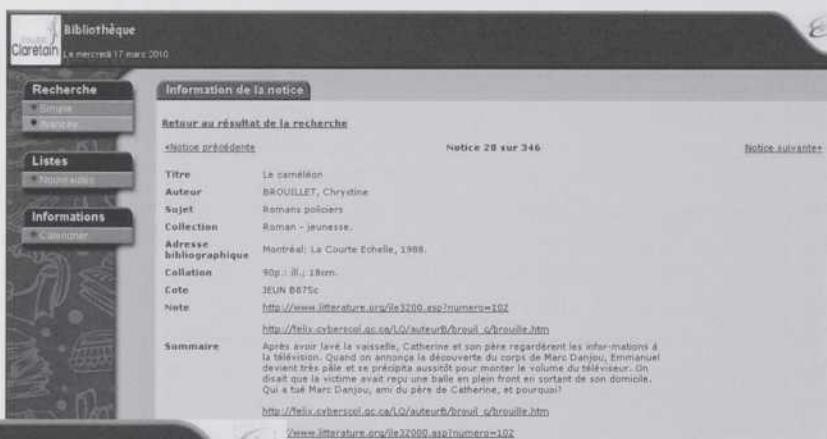 Bibliothèque
Claretain
Le mercredi 17 mars 2010
Recherche
Simple
Avancée
Listes
Nouveautés
Informations
Calendrier
Information de la notice
Retour au résultat de la recherche
<Notice précédente Notice 28 sur 346 Notice suivante>
Titre Le caméléon
Auteur BROUILLET, Chrystine
Sujet Romans policiers
Collection Roman - jeunesse.
Adresse bibliographique Montréal: La Courte Echelle, 1988.
Collation 90p.: ill.; 18cm.
Cote JEUN B875c
Note http://www.litterature.org/ile3200.asp?numero=102
http://felix.cyberscol.qc.ca/LQ/auteurB/brouil_c/brouille.htm
Sommaire Après avoir lavé la vaisselle, Catherine et son père regardèrent les infor-mations à
la télévision. Quand on annonça la découverte du corps de Marc Danjou, Emmanuel
devient très pâle et se précipita aussitôt pour monter le volume du téléviseur. On
disait que la victime avait reçu une balle en plein front en sortant de son domicile.
Qui a tué Marc Danjou, ami du père de Catherine, et pourquoi?
http://felix.cyberscol.qc.ca/LQ/auteurB/brouil_c/brouille.htm
/www.litterature.org/ile32000.asp?numero=102